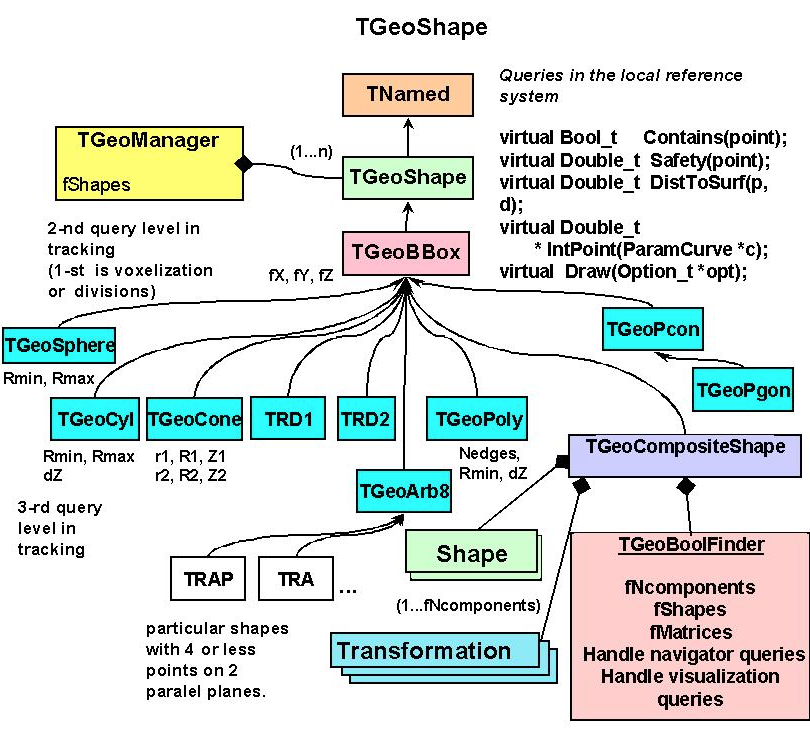 TGeoShape
TNamed
Queries in the local reference
system
TGeoManager
fShapes
(1...n)
TGeoShape
virtual Bool_t Contains(point);
virtual Double_t Safety(point);
virtual Double_t DistToSurf(p,
d);
virtual Double_t
* IntPoint(ParamCurve *c);
virtual Draw(Option_t *opt);
2-nd query level in
tracking
(1-st is voxelization
or divisions)
TGeoBBox
fX, fY, fZ
TGeoSphere
Rmin, Rmax
TGeoPcon
TGeoPgon
TGeoCyl
Rmin, Rmax
dZ
TGeoCone
r1, R1, Z1
r2, R2, Z2
TRD1
TRD2
TGeoPoly
Nedges,
Rmin, dZ
TGeoCompositeShape
3-rd query
level in
tracking
TGeoArb8
TRAP
TRA
...
particular shapes
with 4 or less
points on 2
paralel planes.
Shape
(1...fNcomponents)
Transformation
TGeoBoolFinder
fNcomponents
fShapes
fMatrices
Handle navigator queries
Handle visualization
queries